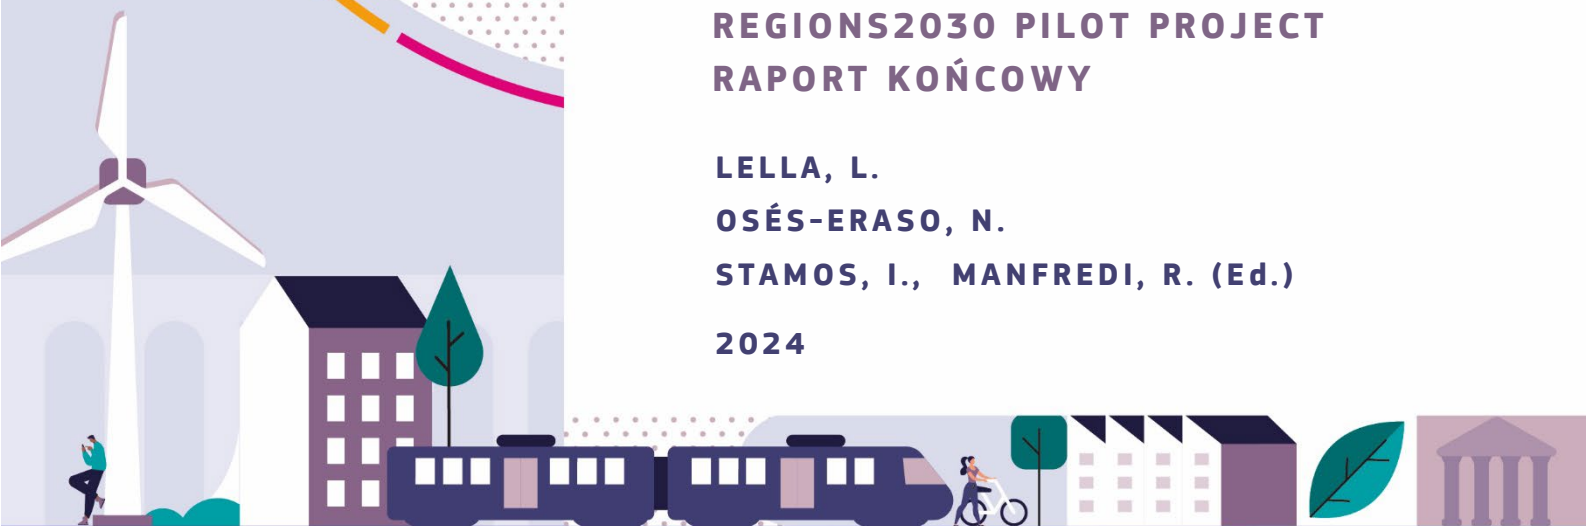 REGIONS2030 PILOT PROJECT
RAPORT KOŃCOWY
LELLA, L.
OSÉS-ERASO, N.
STAMOS, I., MANFREDI, R. (Ed.)
2024